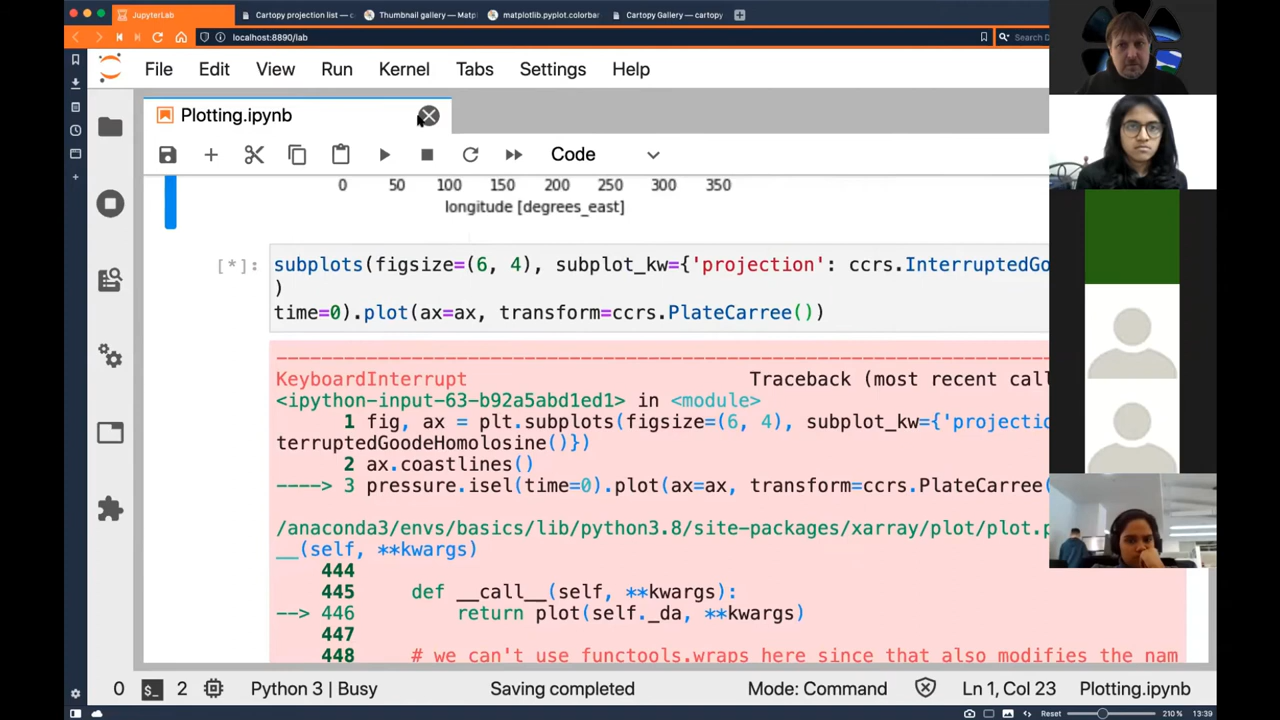 JupyterLab
Cartopy projection list — c
Thumbnail gallery — Matp
matplotlib.pyplot.colorbar
Cartopy Gallery — cartopy
localhost:8890/lab
Search D
File Edit View Run Kernel Tabs Settings Help
Plotting.ipynb
Code
0 50 100 150 200 250 300 350
longitude [degrees_east]
[*]:
subplots(figsize=(6, 4), subplot_kw={'projection': ccrs.InterruptedGo
)
time=0).plot(ax=ax, transform=ccrs.PlateCarree())
KeyboardInterrupt Traceback (most recent call
<ipython-input-63-b92a5abd1ed1> in <module>
1 fig, ax = plt.subplots(figsize=(6, 4), subplot_kw={'projectio
terruptedGoodeHomolosine()})
2 ax.coastlines()
----> 3 pressure.isel(time=0).plot(ax=ax, transform=ccrs.PlateCarree(
/anaconda3/envs/basics/lib/python3.8/site-packages/xarray/plot/plot.p
__(self, **kwargs)
444
445 def __call__(self, **kwargs):
--> 446 return plot(self._da, **kwargs)
447
448 # we can't use functools.wraps here since that also modifies the nam
0 2 Python 3 | Busy Saving completed Mode: Command Ln 1, Col 23 Plotting.ipynb
Reset 210 % 13:39